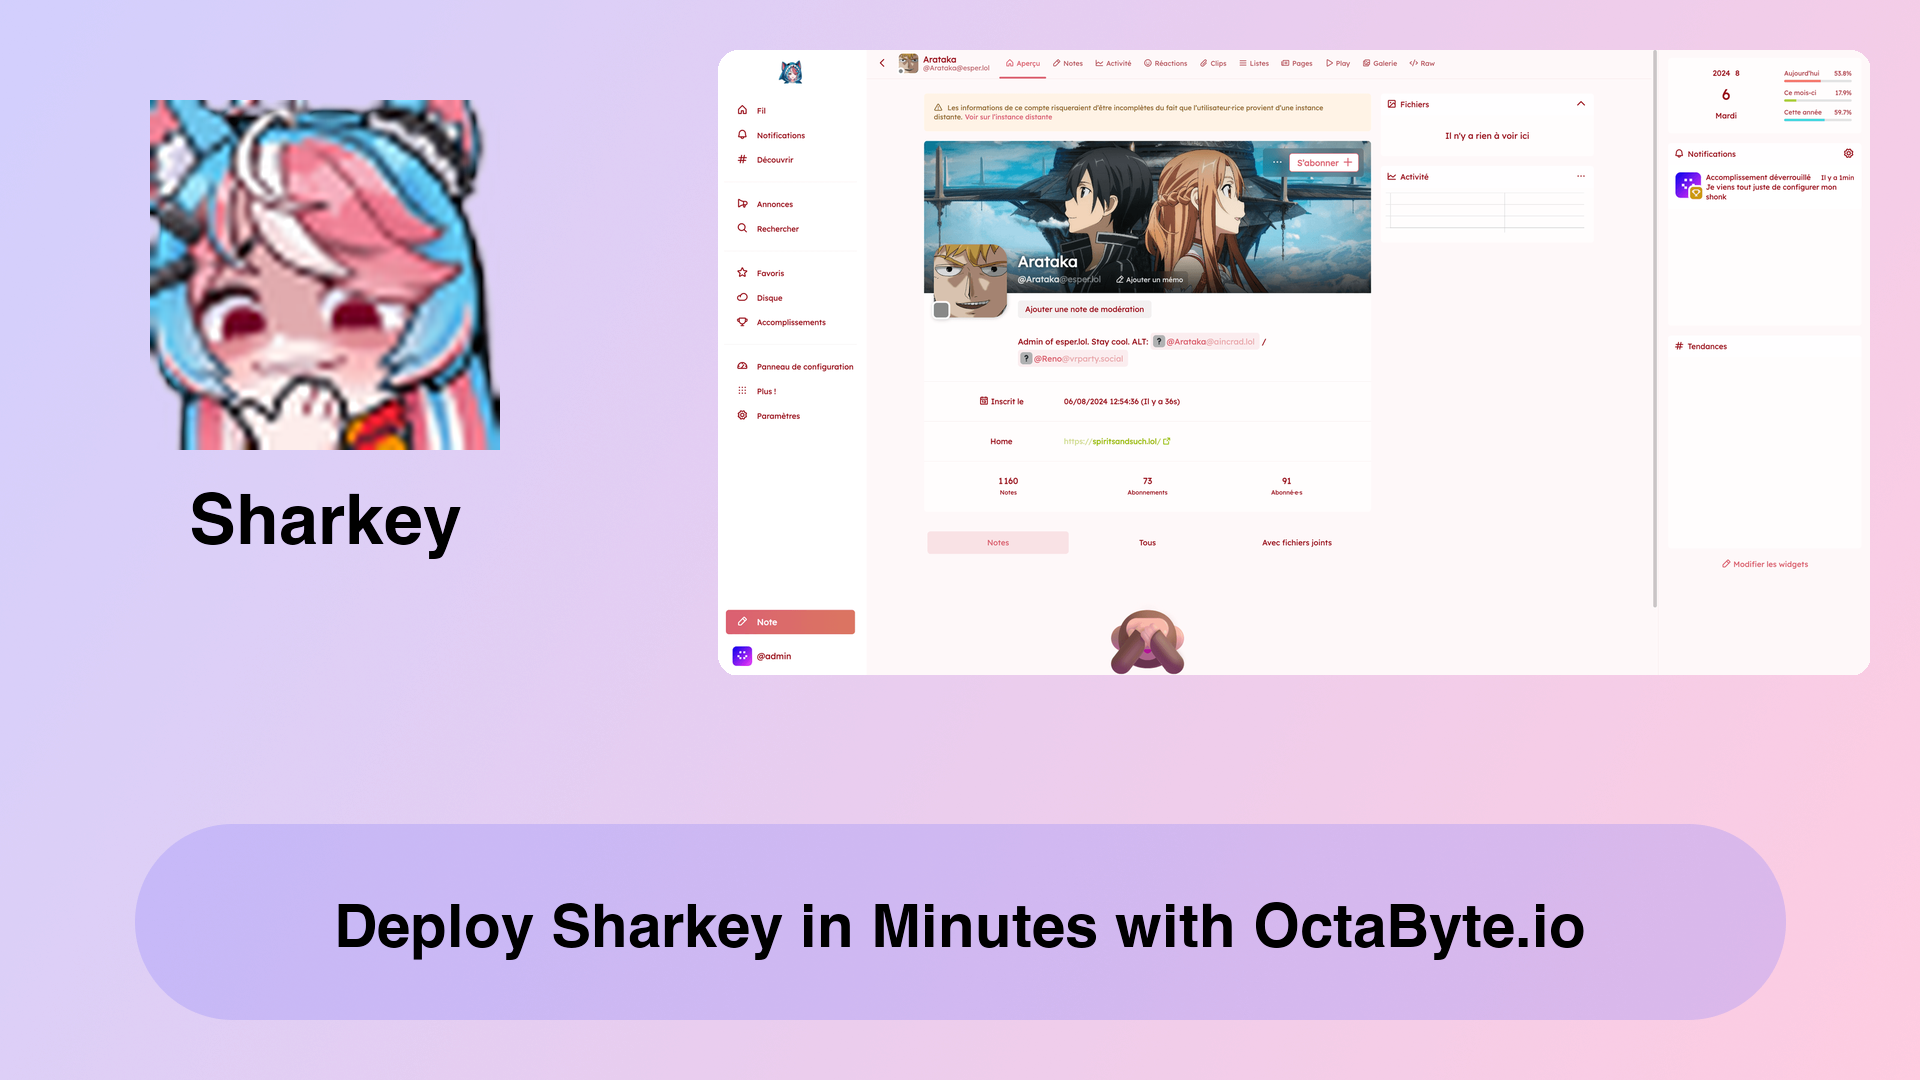 Sharkey
Fil
Notifications
Découvrir
Annonces
Rechercher
Favoris
Disque
Accomplissements
Panneau de configuration
Plus !
Paramètres
Note
@admin
Arataka
@Arataka@esper.lol
Aperçu
Notes
Activité
Réactions
Clips
Listes
Pages
Play
Galerie
</> Raw
Les informations de ce compte risqueraient d'être incomplètes du fait que l'utilisateur·rice provient d'une instance
distante. Voir sur l'instance distante
S'abonner +
Arataka
@Arataka@esper.lol
Ajouter un mémo
Ajouter une note de modération
Admin of esper.lol. Stay cool. ALT: ? @Arataka@aincrad.lol /
? @Reno@vrparty.social
Inscrit le
06/08/2024 12:54:36 (Il y a 36s)
Home
https://spiritsandsuch.lol/
1 160
Notes
73
Abonnements
91
Abonné·e·s
Notes
Tous
Avec fichiers joints
Fichiers
Il n'y a rien à voir ici
Activité
2024 8
6
Mardi
Aujourd'hui 53.8%
Ce mois-ci 17.9%
Cette année 59.7%
Notifications
Accomplissement déverrouillé Il y a 1min
Je viens tout juste de configurer mon
shonk
# Tendances
Modifier les widgets
Deploy Sharkey in Minutes with OctaByte.io